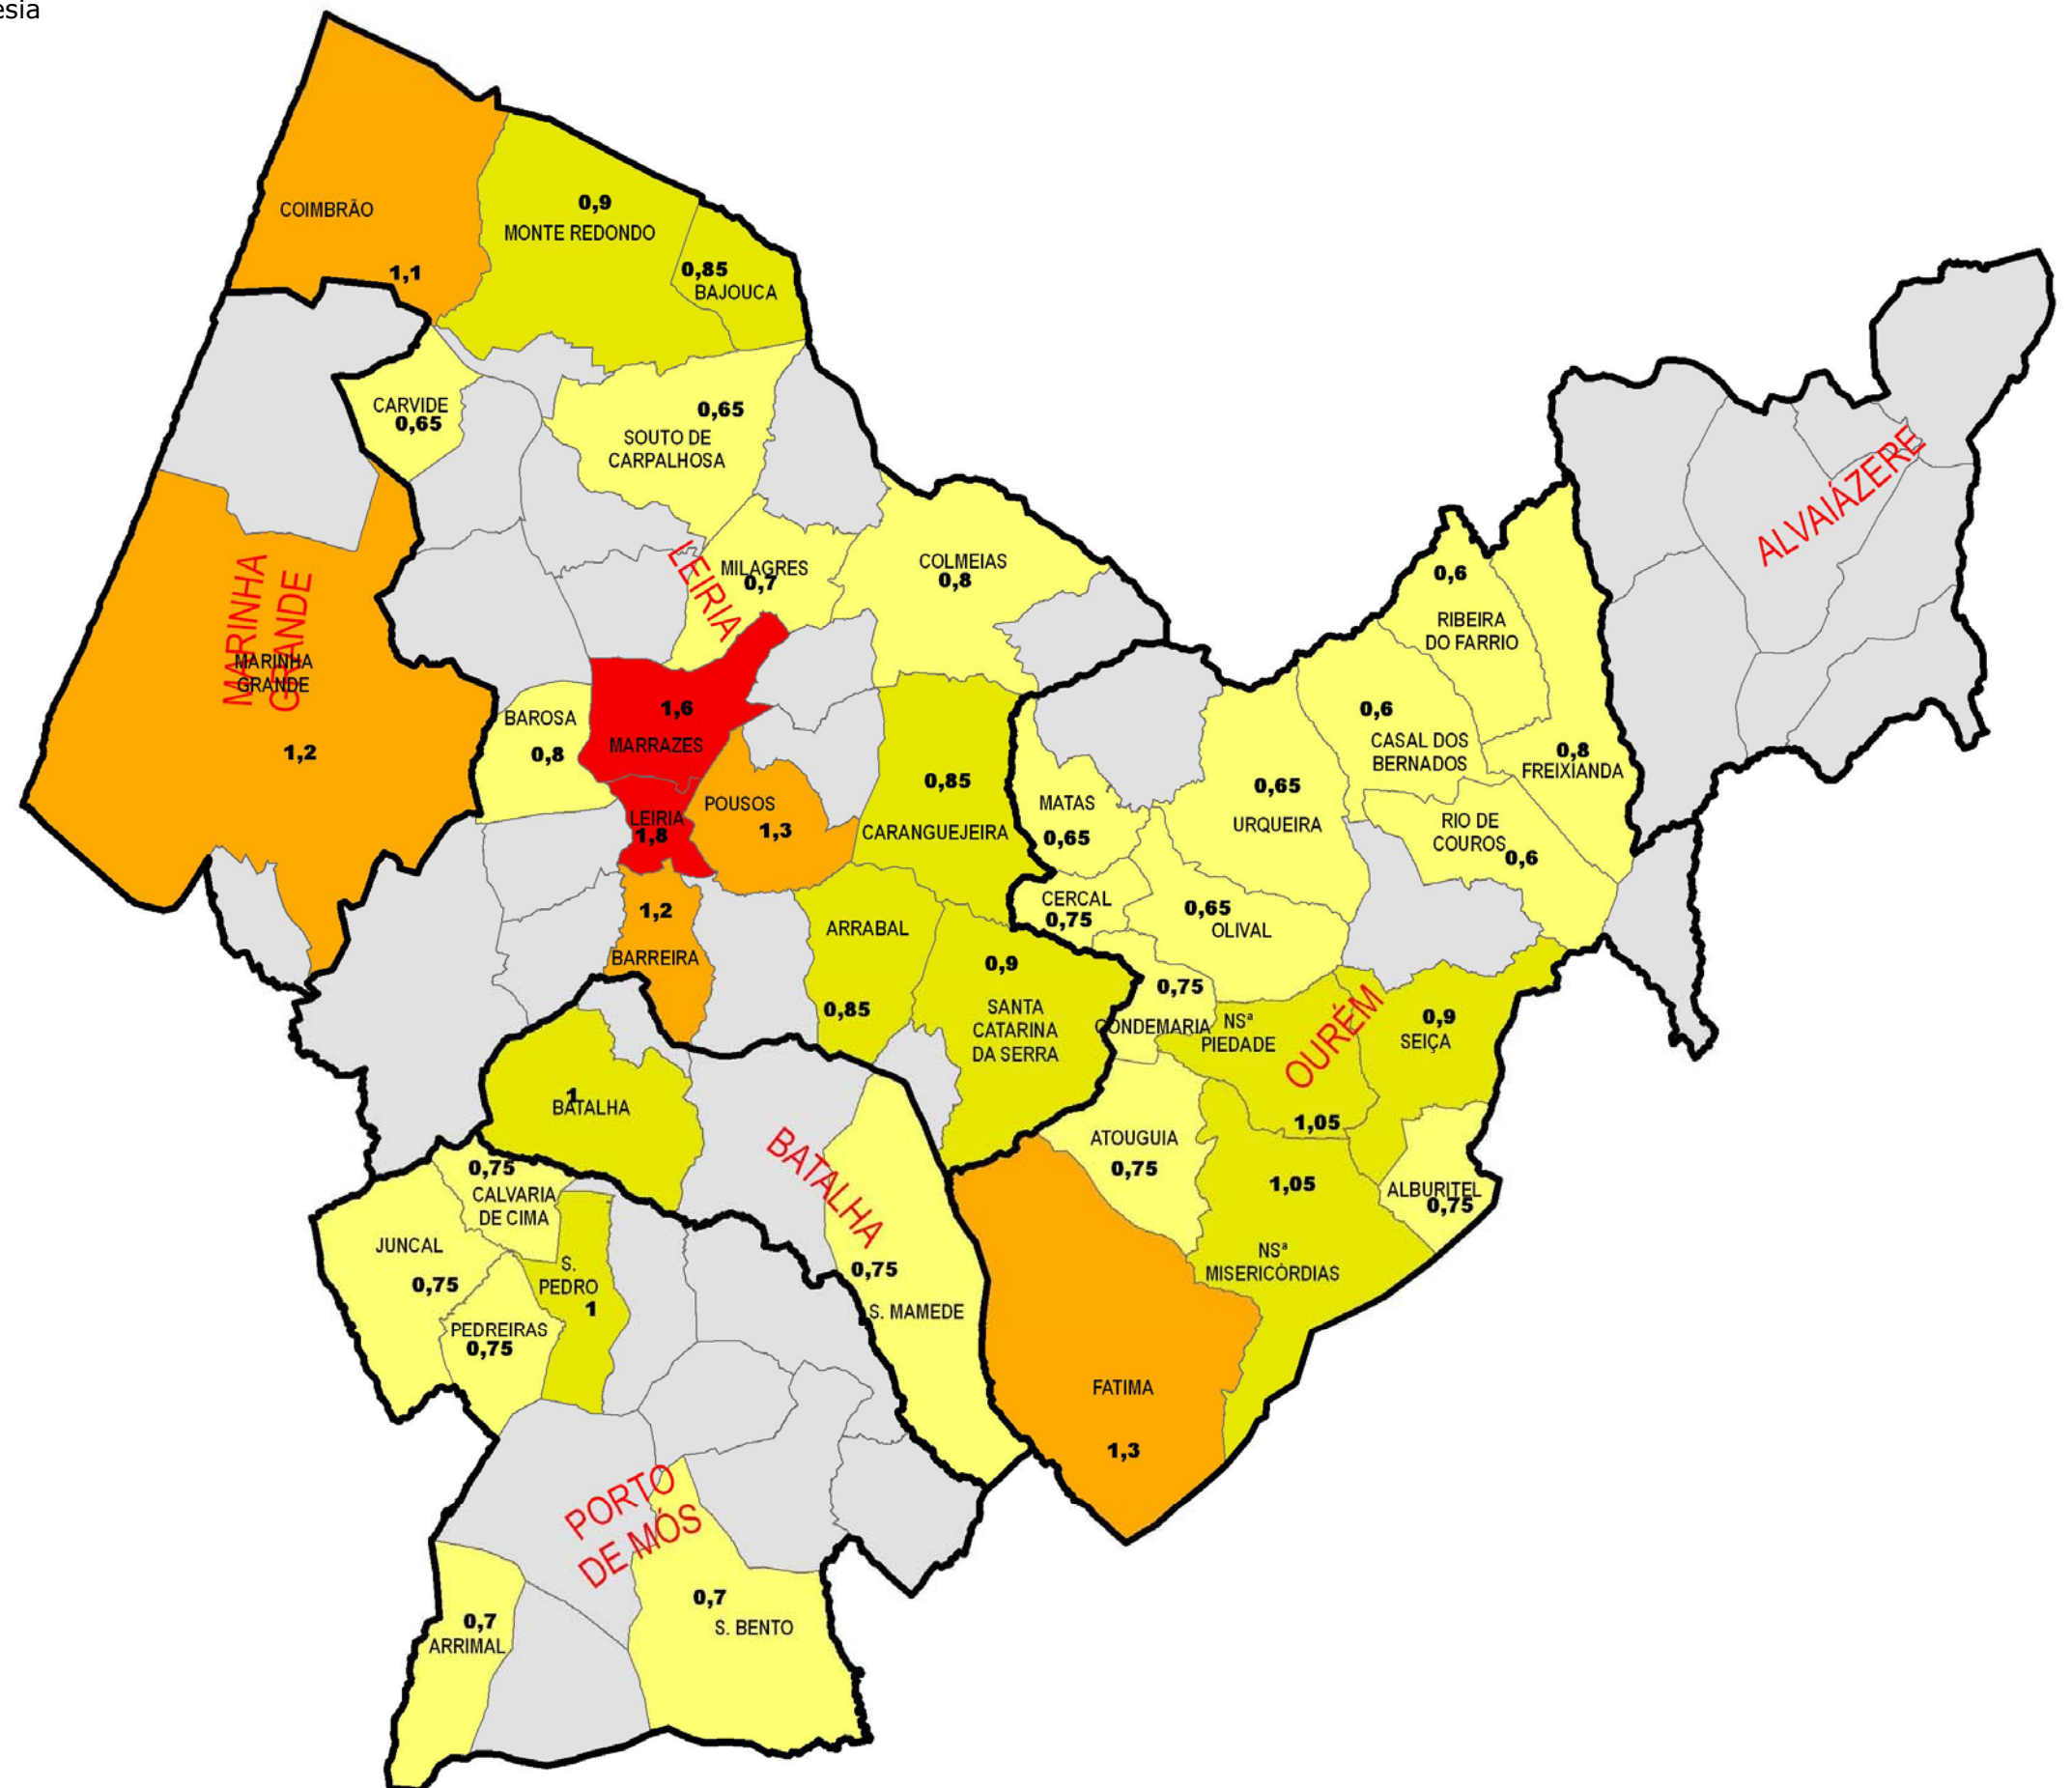 esia
COIMBRÃO
1,1
0,9
MONTE REDONDO
0,85
BAJOUCA
CARVIDE
0,65
0,65
SOUTO DE
CARPALHOSA
MILAGRES
0,7
LEIRIA
COLMEIAS
0,8
MARINHA
GRANDE
MARINHA
GRANDE
1,2
BAROSA
0,8
1,6
MARRAZES
LEIRIA
1,8
POUSOS
1,3
0,85
CARANGUEJEIRA
1,2
BARREIRA
ARRABAL
0,85
0,9
SANTA
CATARINA
DA SERRA
ALVAIÁZERE
0,6
RIBEIRA
DO FARRIO
0,6
CASAL DOS
BERNADOS
0,8
FREIXIANDA
MATAS
0,65
0,65
URQUEIRA
RIO DE
COUROS
0,6
CERCAL
0,75
0,65
OLIVAL
0,75
CONDEMARIA
NSª
PIEDADE
1,05
OURÉM
0,9
SEIÇA
ATOUGUIA
0,75
1,05
NSª
MISERICÓRDIAS
ALBURITEL
0,75
FATIMA
1,3
1
BATALHA
BATALHA
0,75
S. MAMEDE
0,75
CALVARIA
DE CIMA
JUNCAL
0,75
S.
PEDRO
1
PEDREIRAS
0,75
PORTO
DE MÓS
0,7
S. BENTO
0,7
ARRIMAL